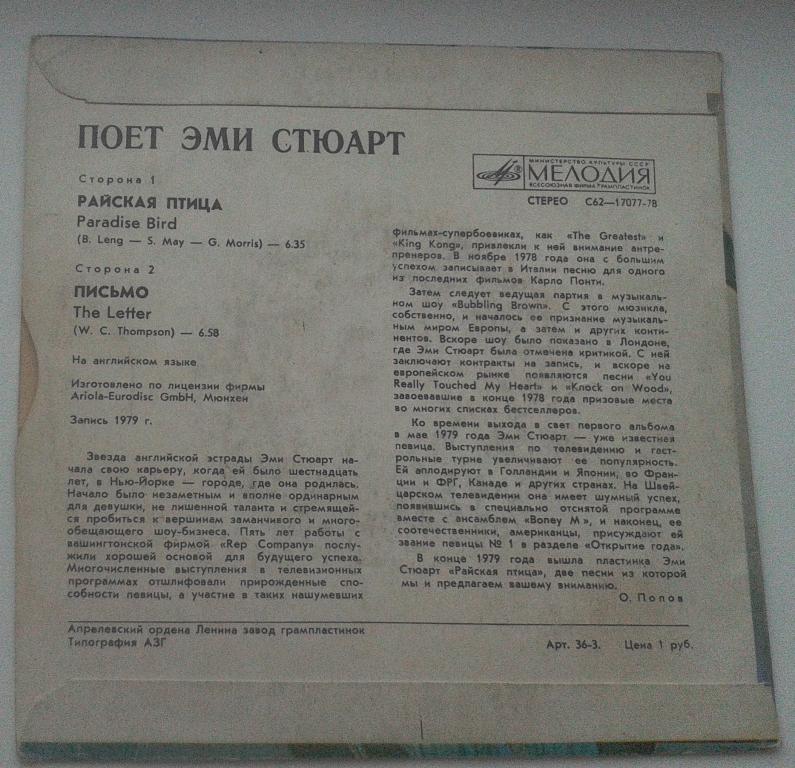 ПОЕТ ЭМИ СТЮАРТ
Сторона 1
РАЙСКАЯ ПТИЦА
Paradise Bird
(B. Leng — S. May — G. Morris) — 6.35
Сторона 2
ПИСЬМО
The Letter
(W. C. Thompson) — 6.58
На английском языке
Изготовлено по лицензии фирмы
Ariola-Eurodisc GmbH, Мюнхен
Запись 1979 г.
Звезда английской эстрады Эми Стюарт на-
чала свою карьеру, когда ей было шестнадцать
лет, в Нью-Йорке — городе, где она родилась.
Начало было незаметным и вполне ординарным
для девушки, не лишенной таланта и стремящей-
ся пробиться к вершинам заманчивого и много-
обещающего шоу-бизнеса. Пять лет работы с
вашингтонской фирмой «Rep Company» послу-
жили хорошей основой для будущего успеха.
Многочисленные выступления в телевизионных
программах отшлифовали прирожденные спо-
собности певицы, а участие в таких нашумевших
МИНИСТЕРСТВО КУЛЬТУРЫ СССР
МЕЛОДИЯ
ВСЕСОЮЗНАЯ ФИРМА ГРАМПЛАСТИНОК
СТЕРЕО С62—17077-78
фильмах-супербоевиках, как «The Greatest» и
«King Kong», привлекли к ней внимание антре-
пренеров. В ноябре 1978 года она с большим
успехом записывает в Италии песню для одного
из последних фильмов Карло Понти.
Затем следует ведущая партия в музыкаль-
ном шоу «Bubbling Brown». С этого мюзикла,
собственно, и началось ее признание музыкаль-
ным миром Европы, а затем и других конти-
нентов. Вскоре шоу было показано в Лондоне,
где Эми Стюарт была отмечена критикой. С ней
заключают контракты на запись, и вскоре на
европейском рынке появляются песни «You
Really Touched My Heart» и «Knock on Wood»,
завоевавшие в конце 1978 года призовые места
во многих списках бестселлеров.
Ко времени выхода в свет первого альбома
в мае 1979 года Эми Стюарт — уже известная
певица. Выступления по телевидению и гаст-
рольные турне увеличивают ее популярность.
Ей аплодируют в Голландии и Японии, во Фран-
ции и ФРГ, Канаде и других странах. На Швей-
царском телевидении она имеет шумный успех,
появившись в специально отснятой программе
вместе с ансамблем «Boney M», и наконец, ее
соотечественники, американцы, присуждают ей
звание певицы № 1 в разделе «Открытие года».
В конце 1979 года вышла пластинка Эми
Стюарт «Райская птица», две песни из которой
мы и предлагаем вашему вниманию.
О. Попов
Апрелевский ордена Ленина завод грампластинок
Типография АЗГ
Арт. 36-3. Цена 1 руб.